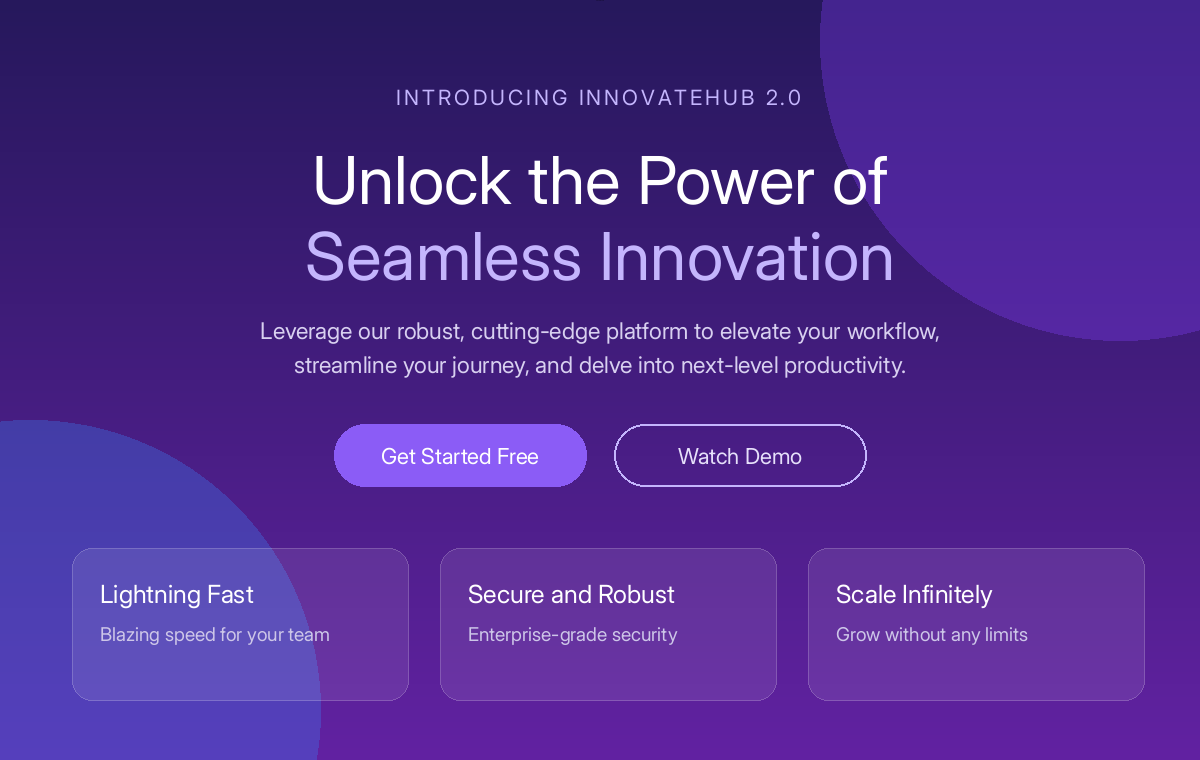 INTRODUCING INNOVATEHUB 2.0
Unlock the Power of
Seamless Innovation
Leverage our robust, cutting-edge platform to elevate your workflow,
streamline your journey, and delve into next-level productivity.
Get Started Free
Watch Demo
Lightning Fast
Blazing speed for your team
Secure and Robust
Enterprise-grade security
Scale Infinitely
Grow without any limits